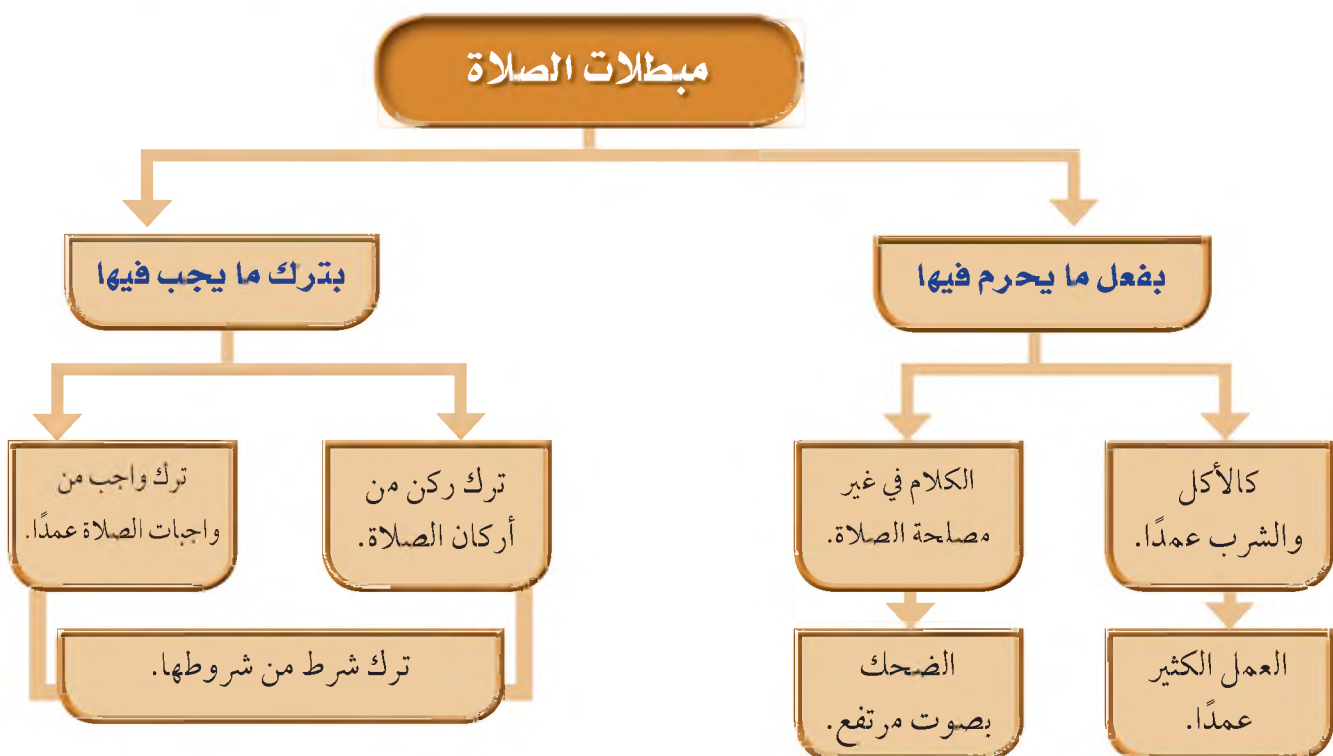 مبطلات الصلاة
بفعل ما يحرم فيها
بترك ما يجب فيها
كالأكل
والشرب عمدًا.
الكلام في غير
مصلحة الصلاة.
العمل الكثير
عمدًا.
الضحك
بصوت مرتفع.
ترك ركن من
أركان الصلاة.
ترك واجب من
واجبات الصلاة عمدًا.
ترك شرط من شروطها.